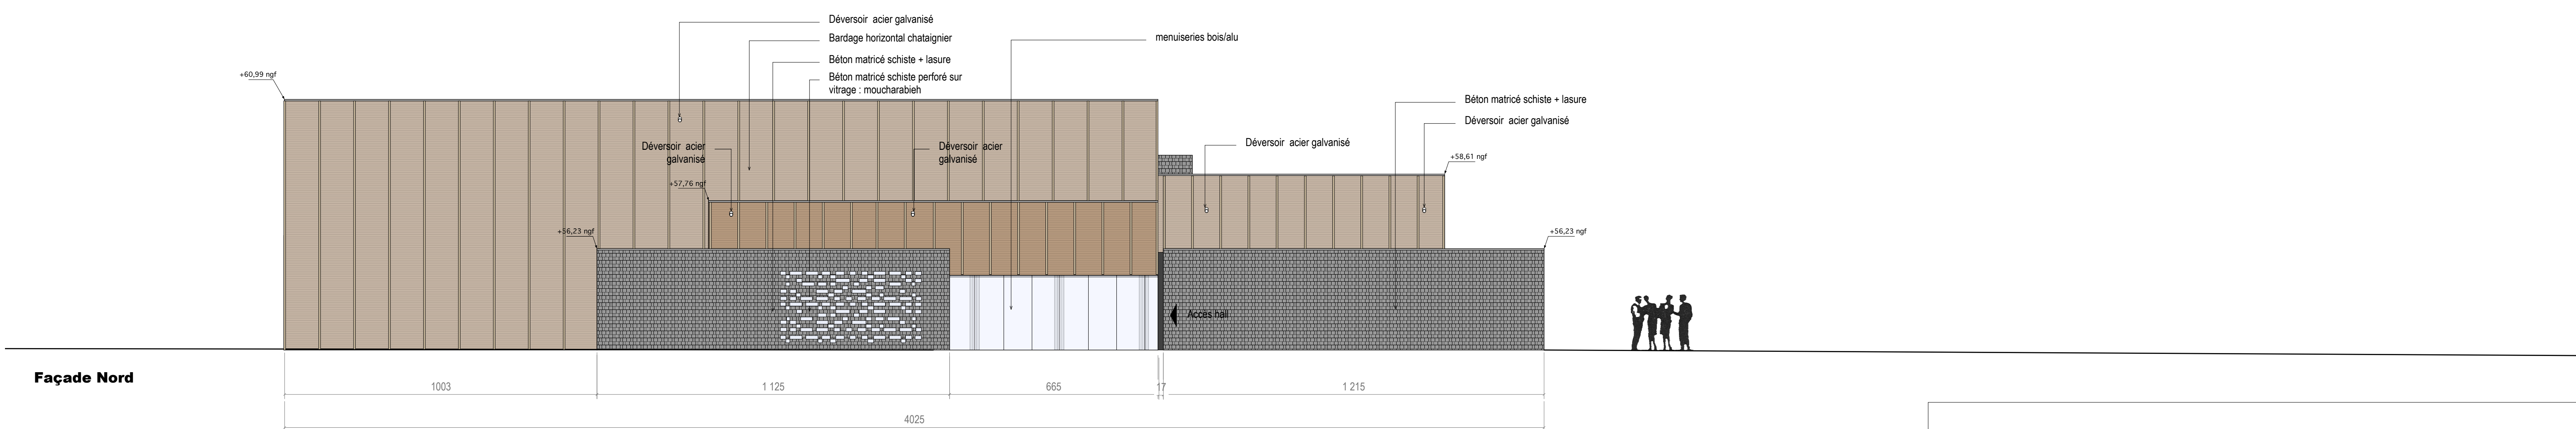 Déversoir  acier galvanisé
Bardage horizontal chataignier
menuiseries bois/alu
Béton matricé schiste + lasure
+60,99 ngf
Béton matricé schiste perforé sur
vitrage : moucharabieh
Béton matricé schiste + lasure
Déversoir  acier galvanisé
Déversoir  acier
galvanisé
Déversoir  acier
galvanisé
Déversoir  acier galvanisé
+58,61 ngf
+57,76 ngf
+56,23 ngf
+56,23 ngf
Accès hall
Façade Nord
1003
1 125
665
17
1 215
4025